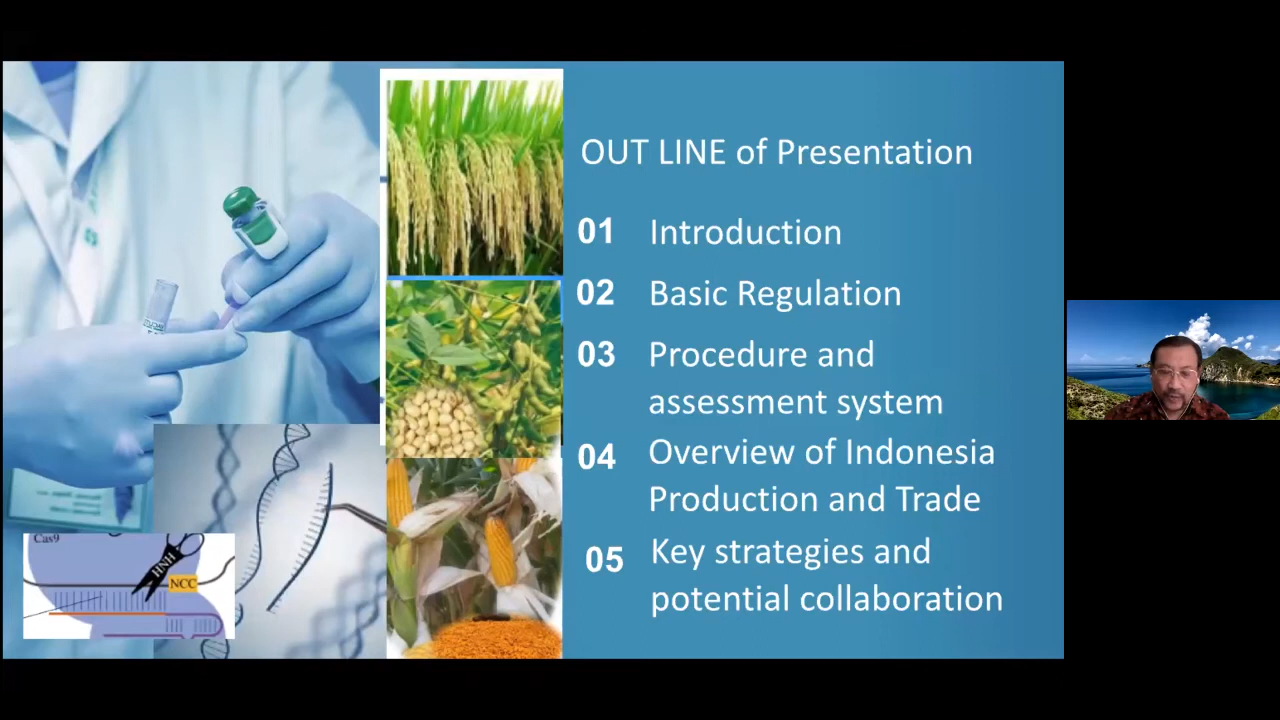 OUT LINE of Presentation
01 Introduction
02 Basic Regulation
03 Procedure and
assessment system
04 Overview of Indonesia
Production and Trade
05 Key strategies and
potential collaboration
Cas9
HNH
NCC